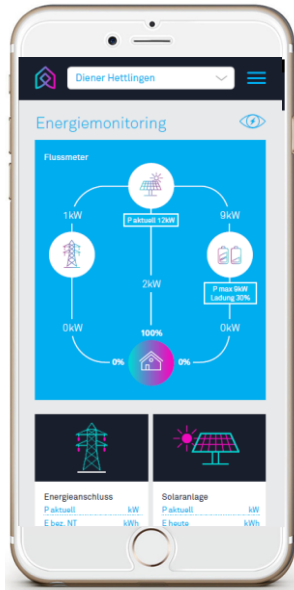 Diener Hettlingen
Energiemonitoring
Flussmeter
P aktuell 12kW
1kW
9kW
P max 9kW
Ladung 30%
2kW
0kW
0kW
100%
0%
0%
Energieanschluss
P aktuell kW
E bez. NT kWh
Solaranlage
P aktuell kW
E heute kWh